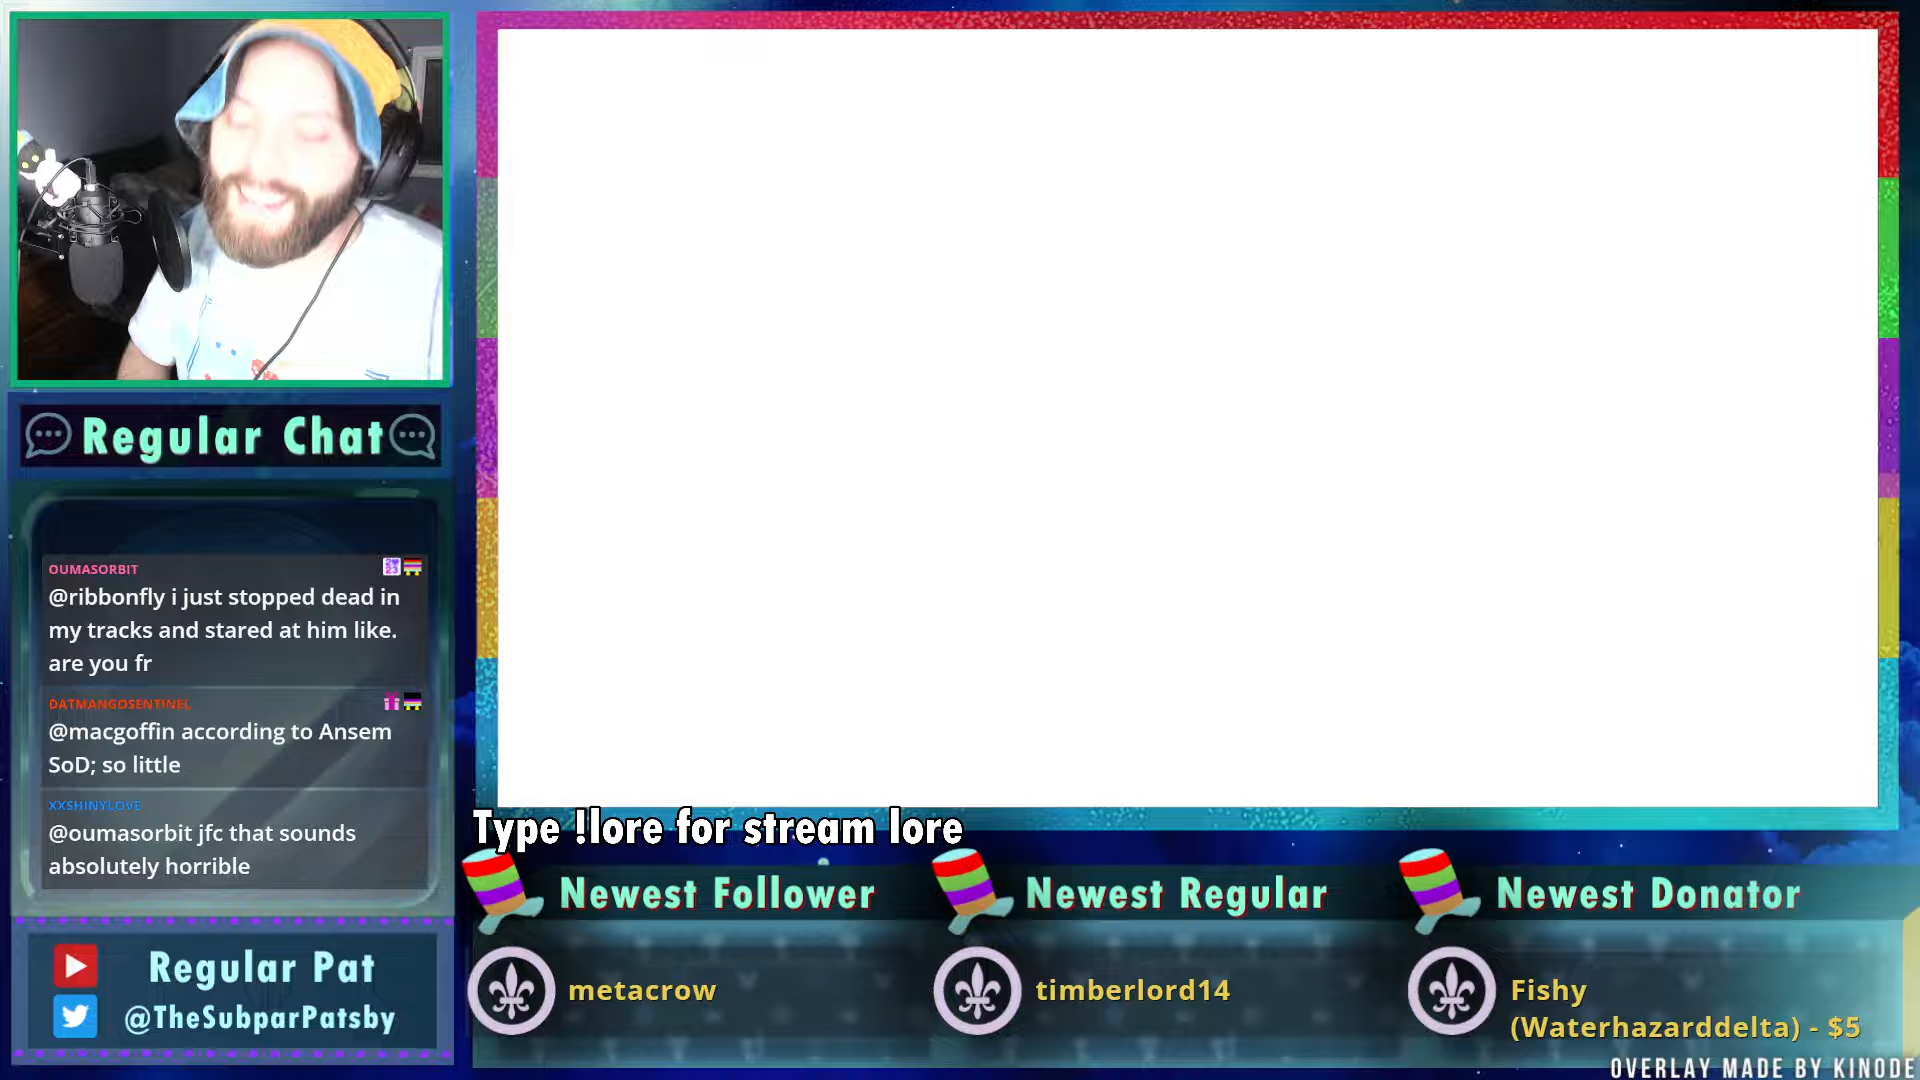 Regular Chat
OUMASORBIT
@ribbonfly i just stopped dead in
my tracks and stared at him like.
are you fr
DATMANGOSENTINEL
@macgoffin according to Ansem
SoD; so little
XXSHINYLOVE
@oumasorbit jfc that sounds
absolutely horrible
Regular Pat
@TheSubparPatsby
Type !lore for stream lore
Newest Follower
metacrow
Newest Regular
timberlord14
Newest Donator
Fishy
(Waterhazarddelta) - $5
OVERLAY MADE BY KINODE